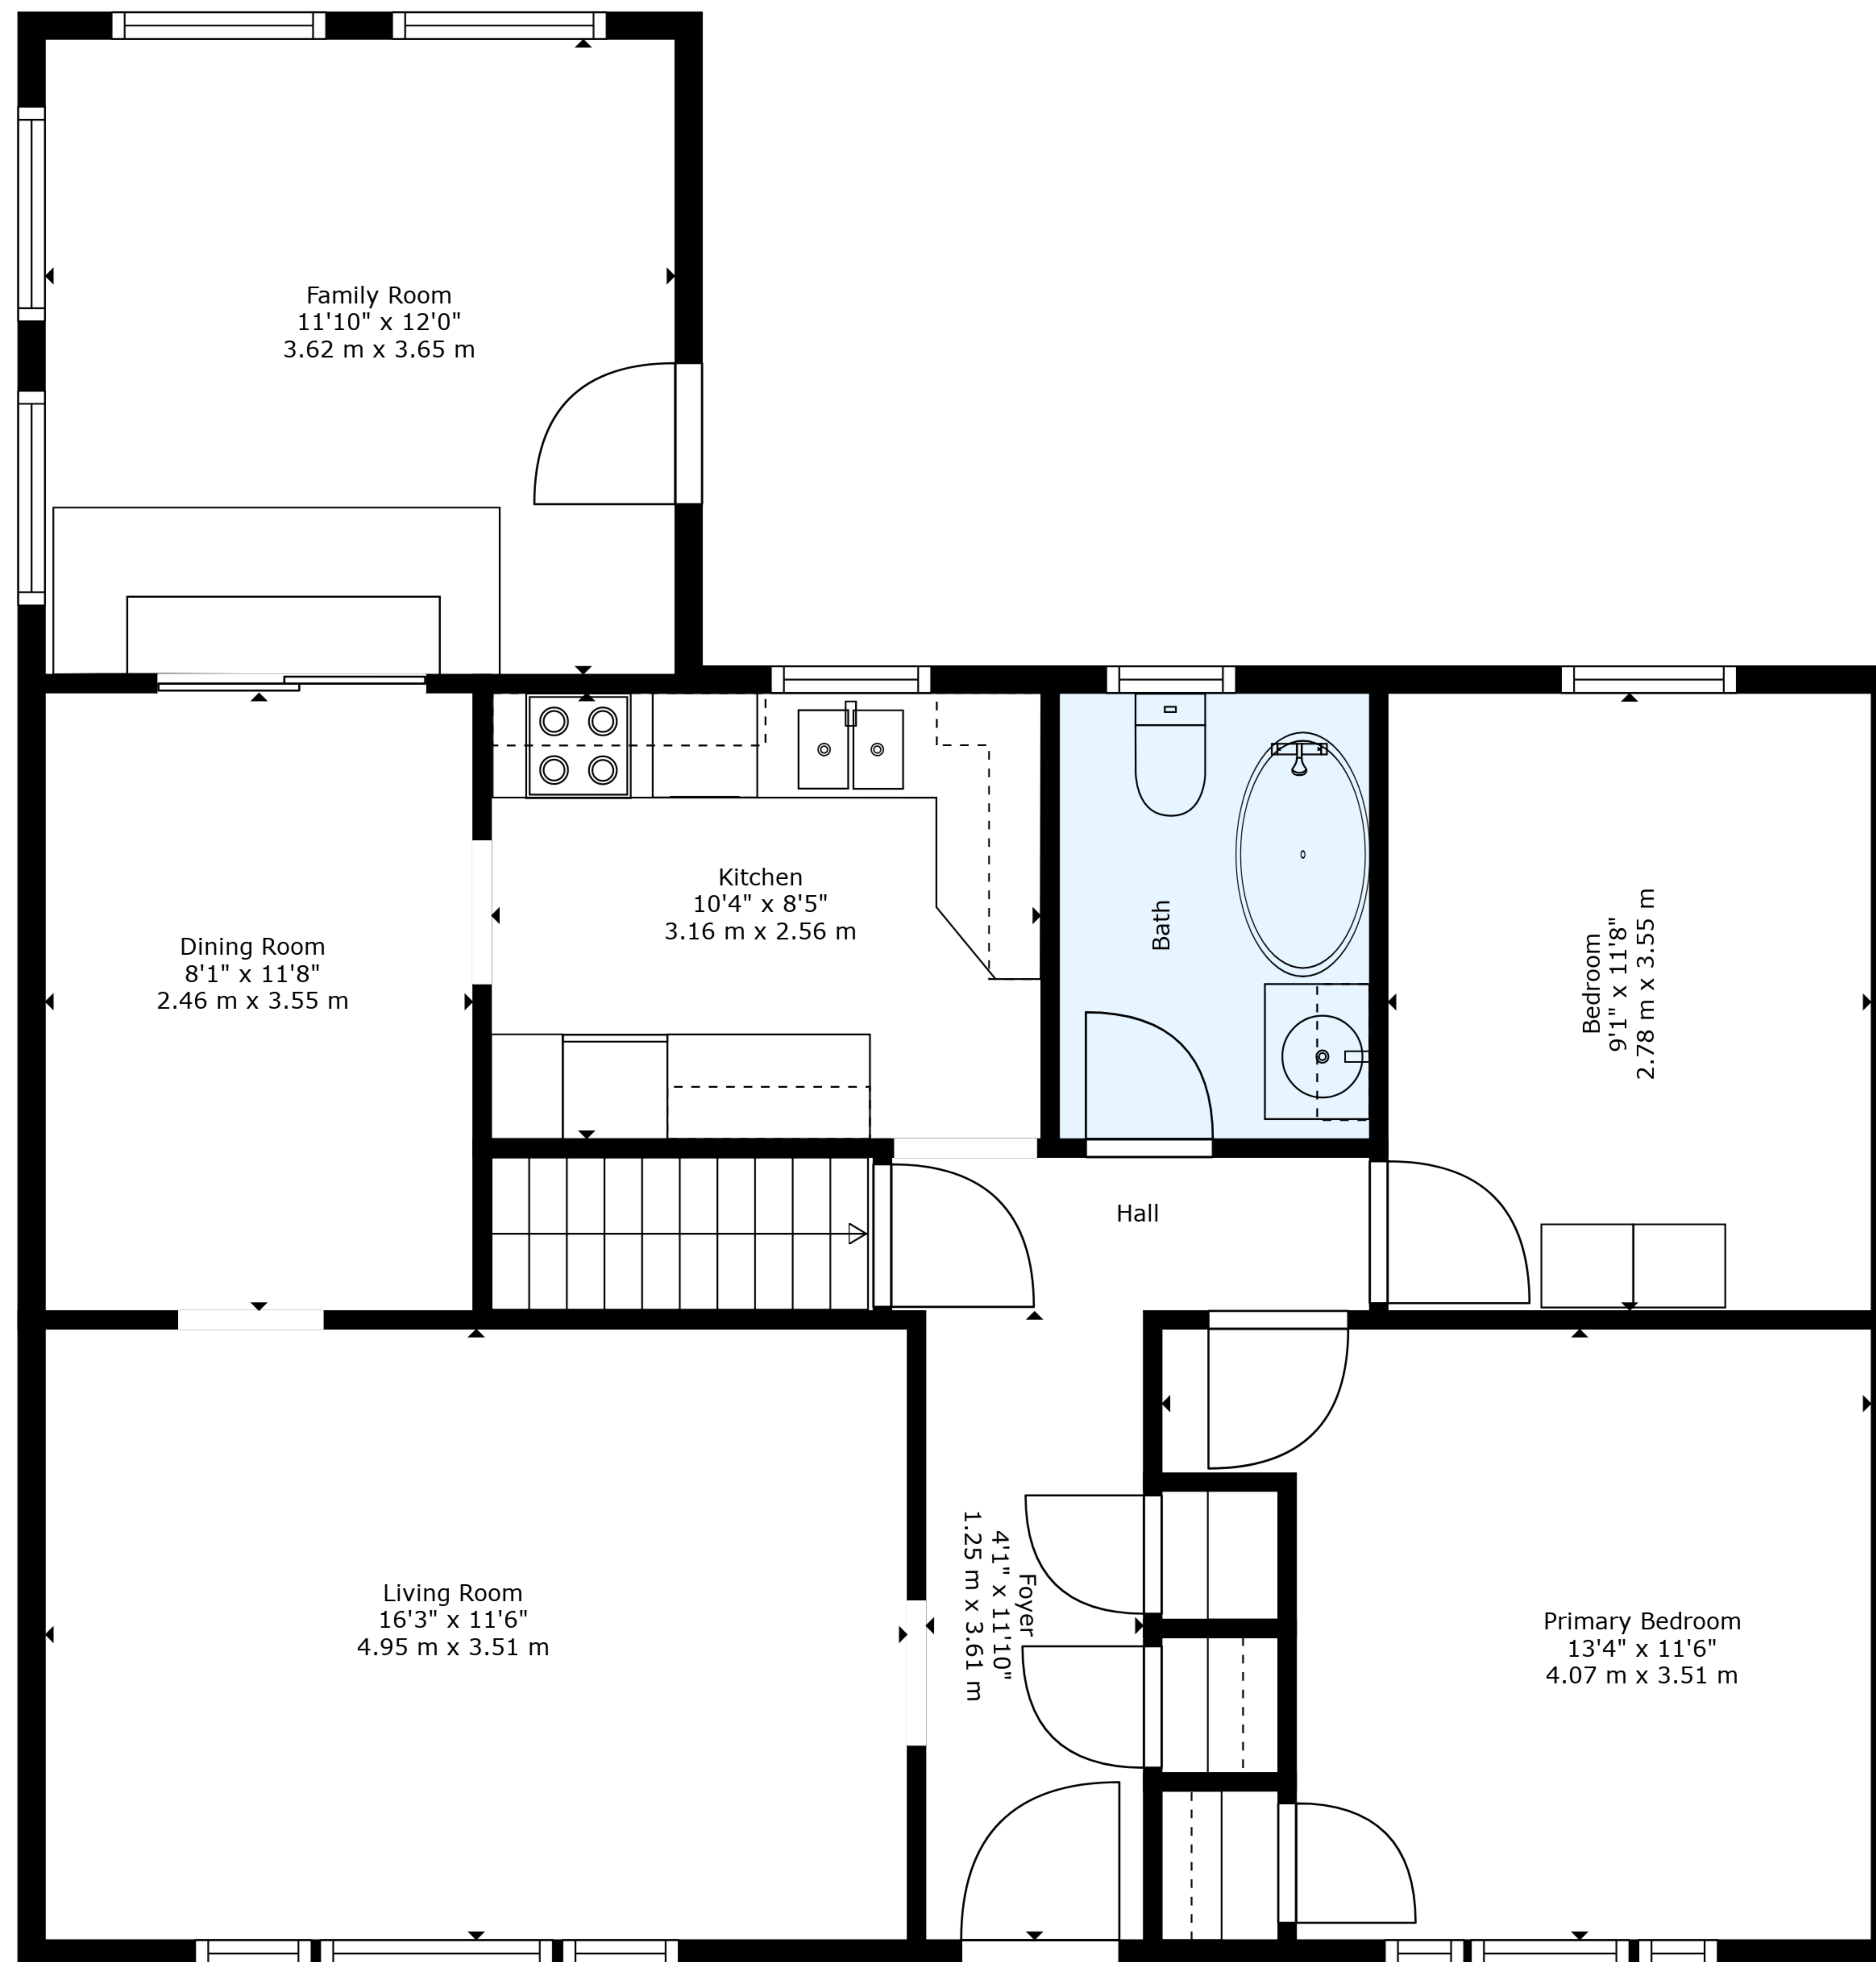 Family Room
11'10" x 12'0"
3.62 m x 3.65 m
Kitchen
10'4" x 8'5"
3.16 m x 2.56 m
Dining Room
8'1" x 11'8"
2.46 m x 3.55 m
Bath
Bedroom
9'1" x 11'8"
2.78 m x 3.55 m
Hall
Living Room
16'3" x 11'6"
4.95 m x 3.51 m
Foyer
4'1" x 11'10"
1.25 m x 3.61 m
Primary Bedroom
13'4" x 11'6"
4.07 m x 3.51 m